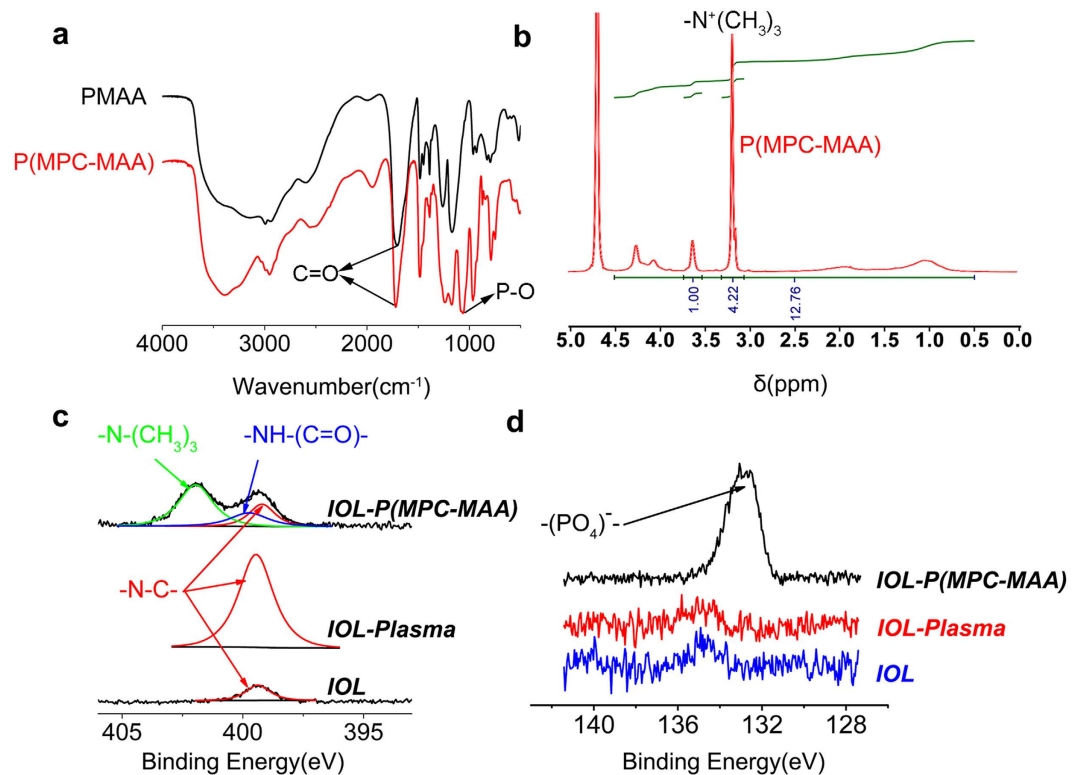 a
PMAA
P(MPC-MAA)
C=O
P-O
4000 3000 2000 1000
Wavenumber(cm⁻¹)
b
-N⁺(CH₃)₃
P(MPC-MAA)
1.00
4.22
12.76
5.0 4.5 4.0 3.5 3.0 2.5 2.0 1.5 1.0 0.5 0.0
δ(ppm)
c
-N-(CH₃)₃
-NH-(C=O)-
IOL-P(MPC-MAA)
-N-C-
IOL-Plasma
IOL
405 400 395
Binding Energy(eV)
d
-(PO₄)⁻-
IOL-P(MPC-MAA)
IOL-Plasma
IOL
140 136 132 128
Binding Energy(eV)